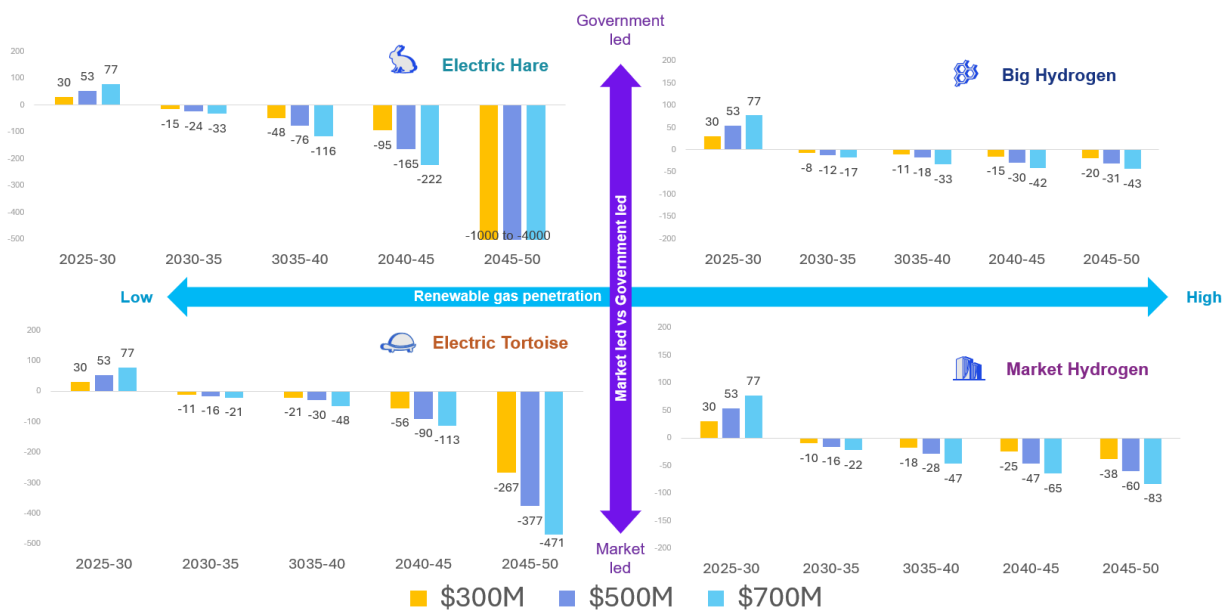 Government
led
Electric Hare
200
100
0
-100
-200
-300
-400
-500
30 53 77
-15 -24 -33
-48 -76 -116
-95 -165 -222
-1000 to -4000
2025-30 2030-35 3035-40 2040-45 2045-50
Big Hydrogen
200
150
100
50
0
-50
-100
-150
-200
30 53 77
-8 -12 -17
-11 -18 -33
-15 -30 -42
-20 -31 -43
2025-30 2030-35 3035-40 2040-45 2045-50
Market led vs Government led
Low
Renewable gas penetration
High
Electric Tortoise
200
100
0
-100
-200
-300
-400
-500
30 53 77
-11 -16 -21
-21 -30 -48
-56 -90 -113
-267 -377 -471
2025-30 2030-35 3035-40 2040-45 2045-50
Market Hydrogen
200
150
100
50
0
-50
-100
-150
-200
30 53 77
-10 -16 -22
-18 -28 -47
-25 -47 -65
-38 -60 -83
2025-30 2030-35 3035-40 2040-45 2045-50
Market
led
$300M $500M $700M